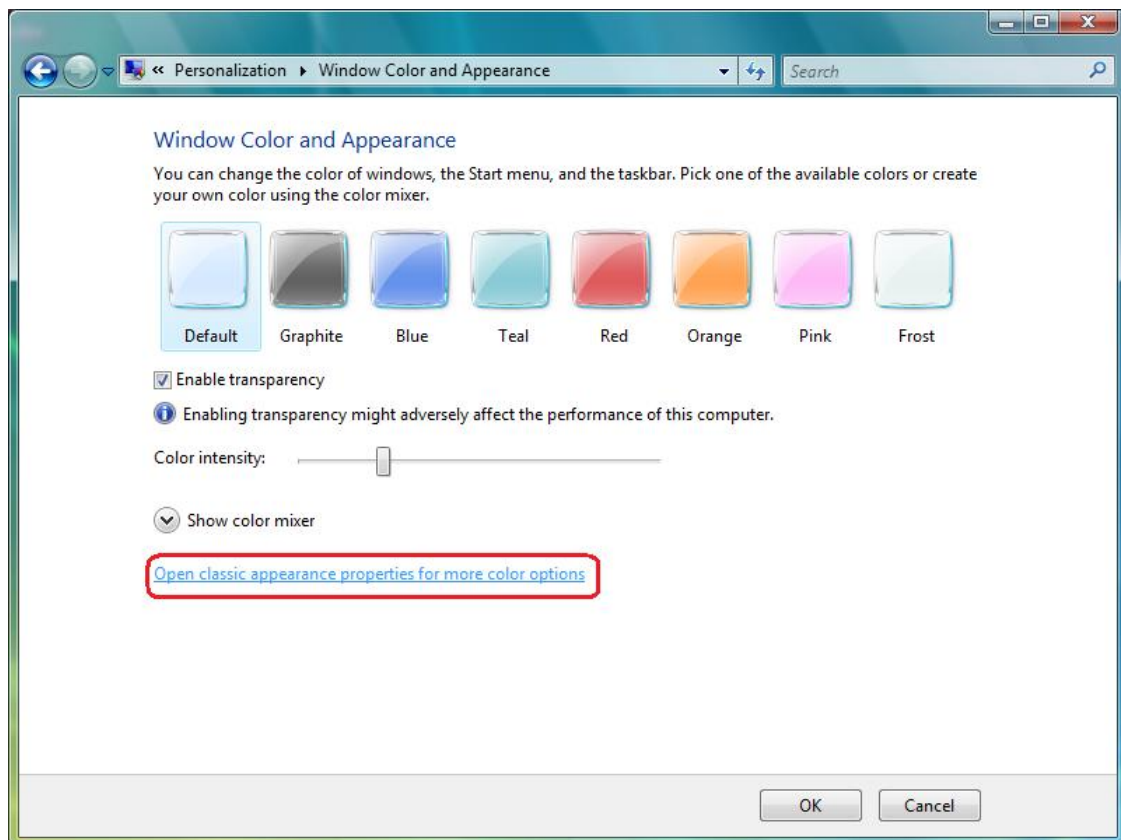 « Personalization ▸ Window Color and Appearance
Search
Window Color and Appearance
You can change the color of windows, the Start menu, and the taskbar. Pick one of the available colors or create
your own color using the color mixer.
Default Graphite Blue Teal Red Orange Pink Frost
Enable transparency
Enabling transparency might adversely affect the performance of this computer.
Color intensity:
Show color mixer
Open classic appearance properties for more color options
OK Cancel